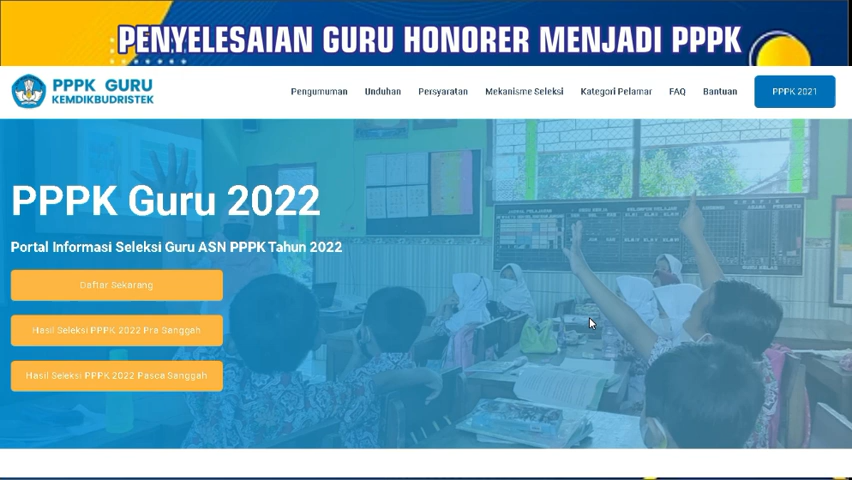 PENYELESAIAN GURU HONORER MENJADI PPPK
PPPK GURU
KEMDIKBUDRISTEK
Pengumuman Unduhan Persyaratan Mekanisme Seleksi Kategori Pelamar FAQ Bantuan PPPK 2021
PPPK Guru 2022
Portal Informasi Seleksi Guru ASN PPPK Tahun 2022
Daftar Sekarang
Hasil Seleksi PPPK 2022 Pra Sanggah
Hasil Seleksi PPPK 2022 Pasca Sanggah